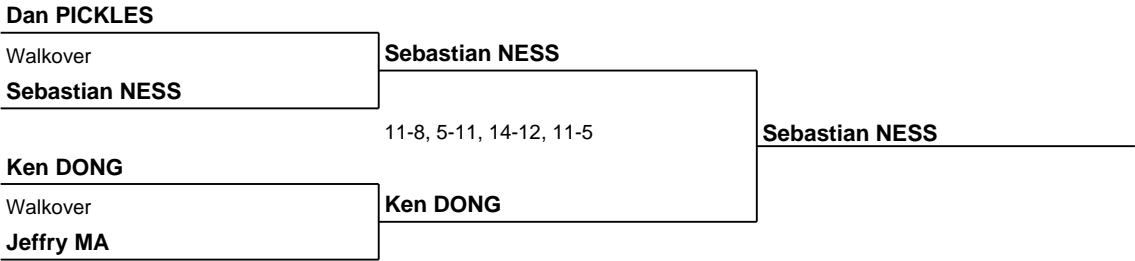 Dan PICKLES
Walkover
Sebastian NESS
Sebastian NESS
11-8, 5-11, 14-12, 11-5
Sebastian NESS
Ken DONG
Walkover
Ken DONG
Jeffry MA